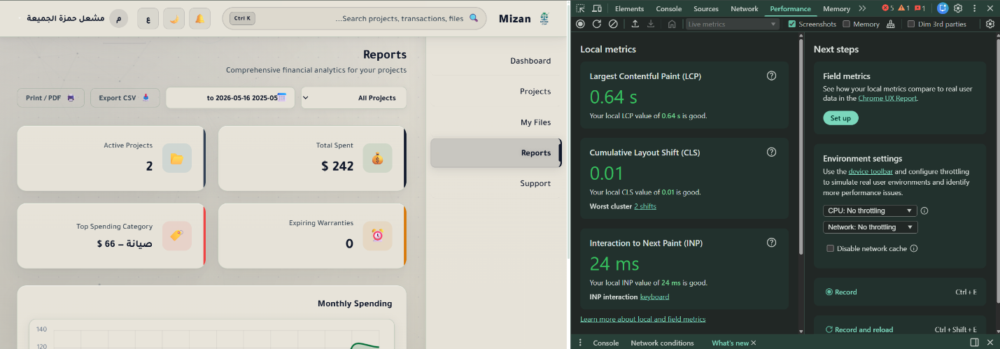 Mizan
Search projects, transactions, files...
Ctrl K
ع
م
مشعل حمزة الجميعة
Dashboard
Projects
My Files
Reports
Support
Reports
Comprehensive financial analytics for your projects
All Projects
to 2026-05-16 2025-05
Export CSV
Print / PDF
Total Spent
$ 242
Active Projects
2
Expiring Warranties
0
Top Spending Category
صيانة – 66 $
Monthly Spending
140
120
Elements
Console
Sources
Network
Performance
Memory
5
1
1
Live metrics
Screenshots
Memory
Dim 3rd parties
Local metrics
Largest Contentful Paint (LCP)
0.64 s
Your local LCP value of 0.64 s is good.
Cumulative Layout Shift (CLS)
0.01
Your local CLS value of 0.01 is good.
Worst cluster 2 shifts
Interaction to Next Paint (INP)
24 ms
Your local INP value of 24 ms is good.
INP interaction keyboard
Learn more about local and field metrics
Next steps
Field metrics
See how your local metrics compare to real user
data in the Chrome UX Report.
Set up
Environment settings
Use the device toolbar and configure throttling
to simulate real user environments and identify
more performance issues.
CPU: No throttling
Network: No throttling
Disable network cache
Record
Ctrl + E
Record and reload
Ctrl + Shift + E
Console
Network conditions
What's new